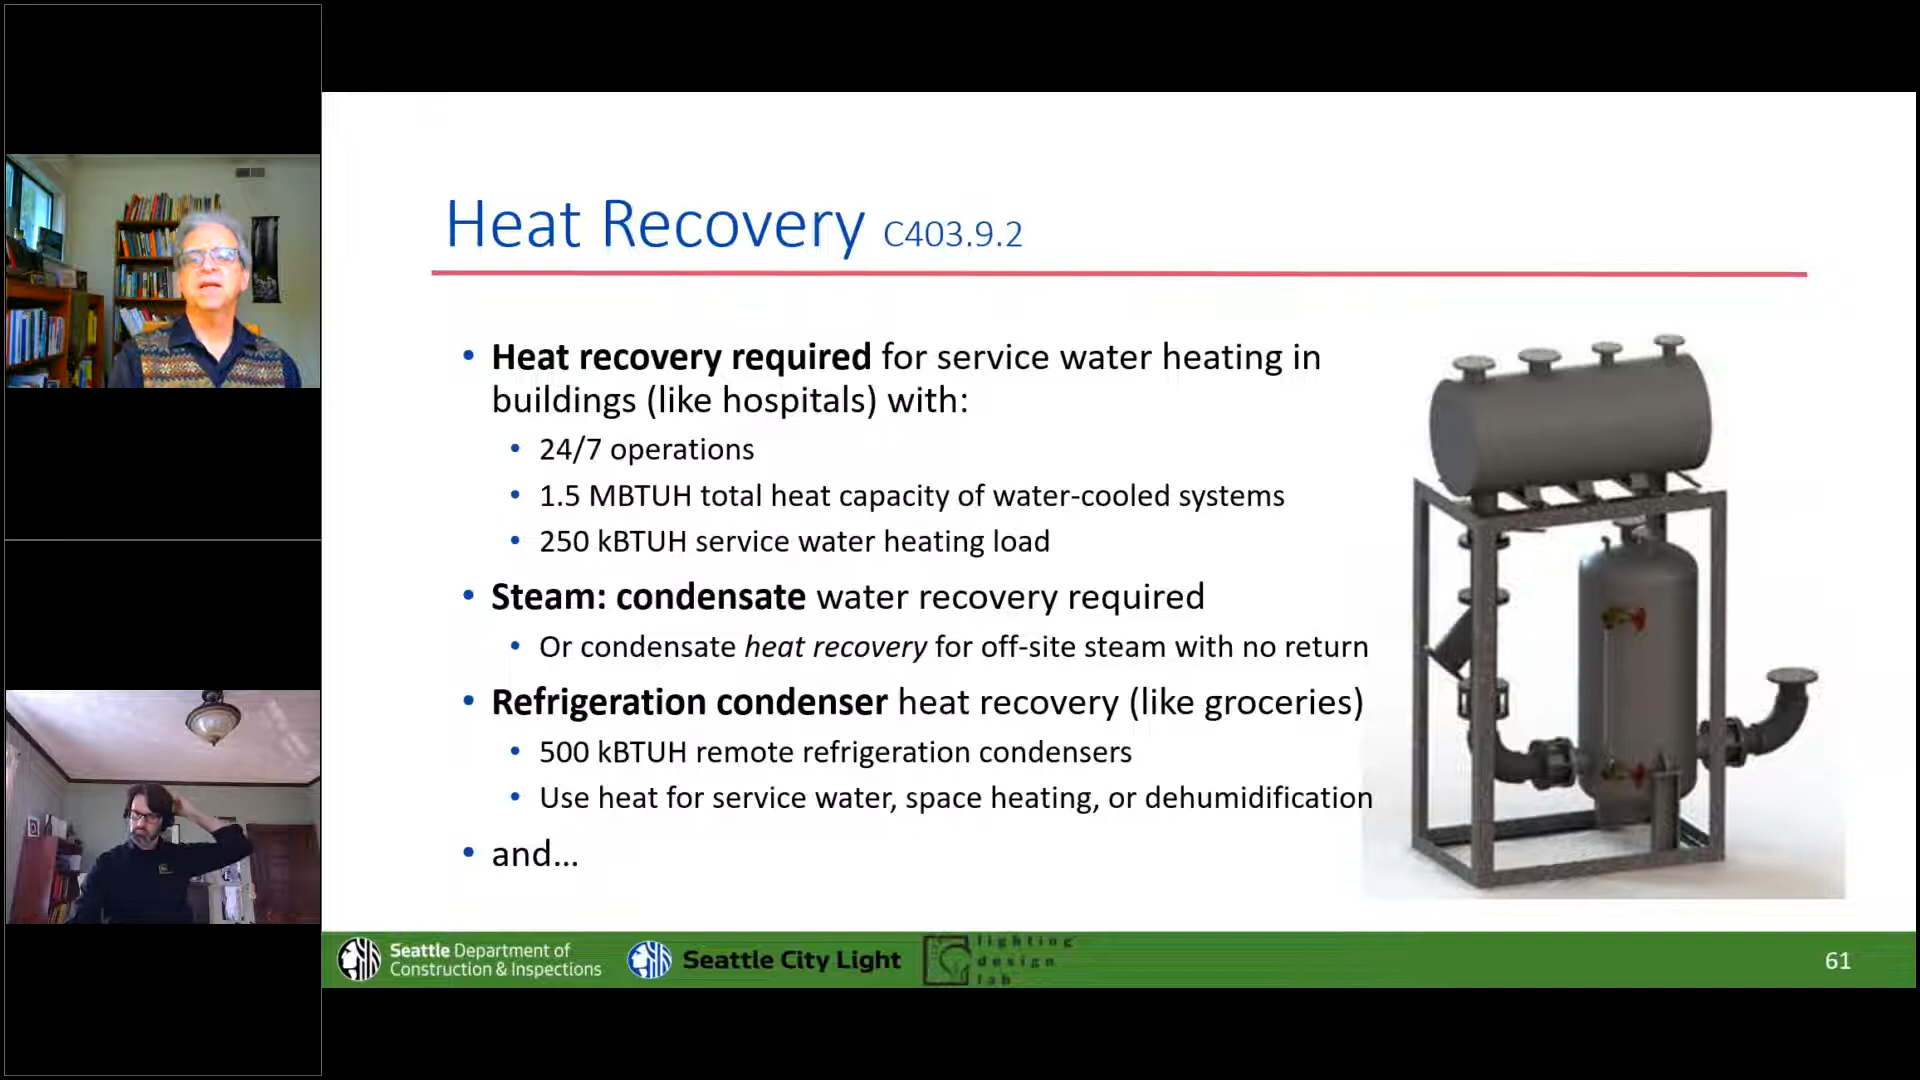 Heat Recovery C403.9.2
• Heat recovery required for service water heating in
buildings (like hospitals) with:
• 24/7 operations
• 1.5 MBTUH total heat capacity of water-cooled systems
• 250 kBTUH service water heating load
• Steam: condensate water recovery required
• Or condensate heat recovery for off-site steam with no return
• Refrigeration condenser heat recovery (like groceries)
• 500 kBTUH remote refrigeration condensers
• Use heat for service water, space heating, or dehumidification
• and…
Seattle Department of
Construction & Inspections
Seattle City Light
lighting
design
lab
61